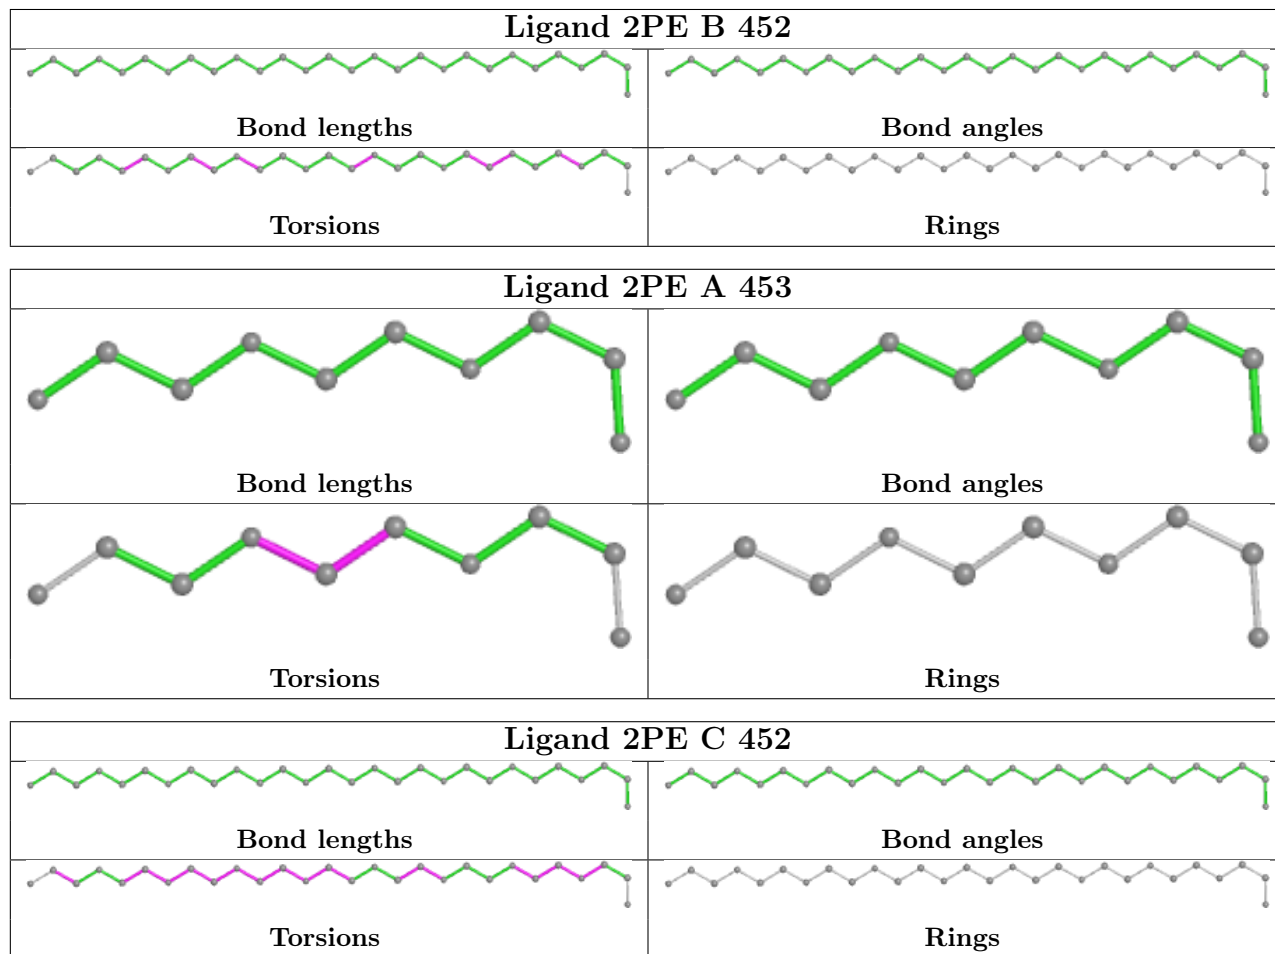 Ligand 2PE B 452
Bond lengths
Bond angles
Torsions
Rings
Ligand 2PE A 453
Bond lengths
Bond angles
Torsions
Rings
Ligand 2PE C 452
Bond lengths
Bond angles
Torsions
Rings